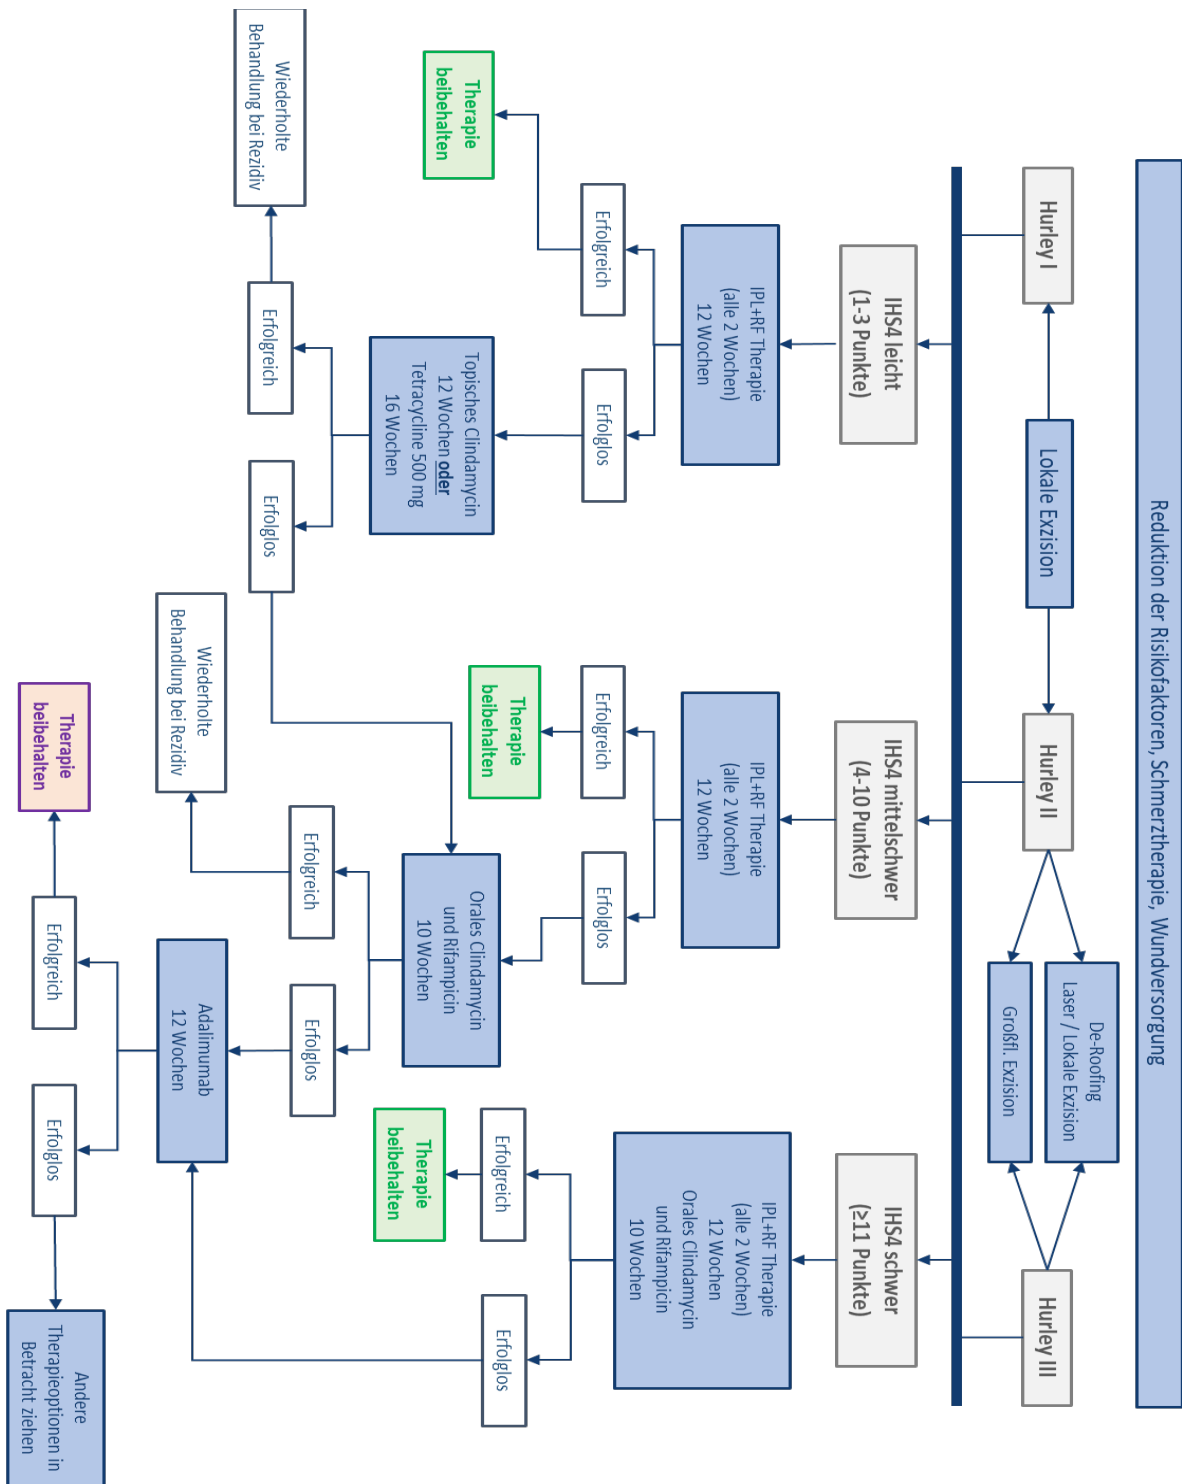 Reduktion der Risikofaktoren, Schmerztherapie, Wundversorgung
Hurley I
Lokale Exzision
Hurley II
De-Roofing
Laser / Lokale Exzision
Großfl. Exzision
Hurley III
IHS4 leicht
(1-3 Punkte)
IHS4 mittelschwer
(4-10 Punkte)
IHS4 schwer
(≥11 Punkte)
IPL+RF Therapie
(alle 2 Wochen)
12 Wochen
IPL+RF Therapie
(alle 2 Wochen)
12 Wochen
IPL+RF Therapie
(alle 2 Wochen)
12 Wochen
Orales Clindamycin
und Rifampicin
10 Wochen
Erfolgreich
Erfolglos
Erfolgreich
Erfolglos
Erfolgreich
Erfolglos
Therapie
beibehalten
Topisches Clindamycin
12 Wochen oder
Tetracycline 500 mg
16 Wochen
Therapie
beibehalten
Orales Clindamycin
und Rifampicin
10 Wochen
Therapie
beibehalten
Erfolgreich
Erfolglos
Erfolgreich
Erfolglos
Wiederholte
Behandlung bei Rezidiv
Wiederholte
Behandlung bei Rezidiv
Adalimumab
12 Wochen
Erfolgreich
Erfolglos
Therapie
beibehalten
Andere
Therapieoptionen in
Betracht ziehen